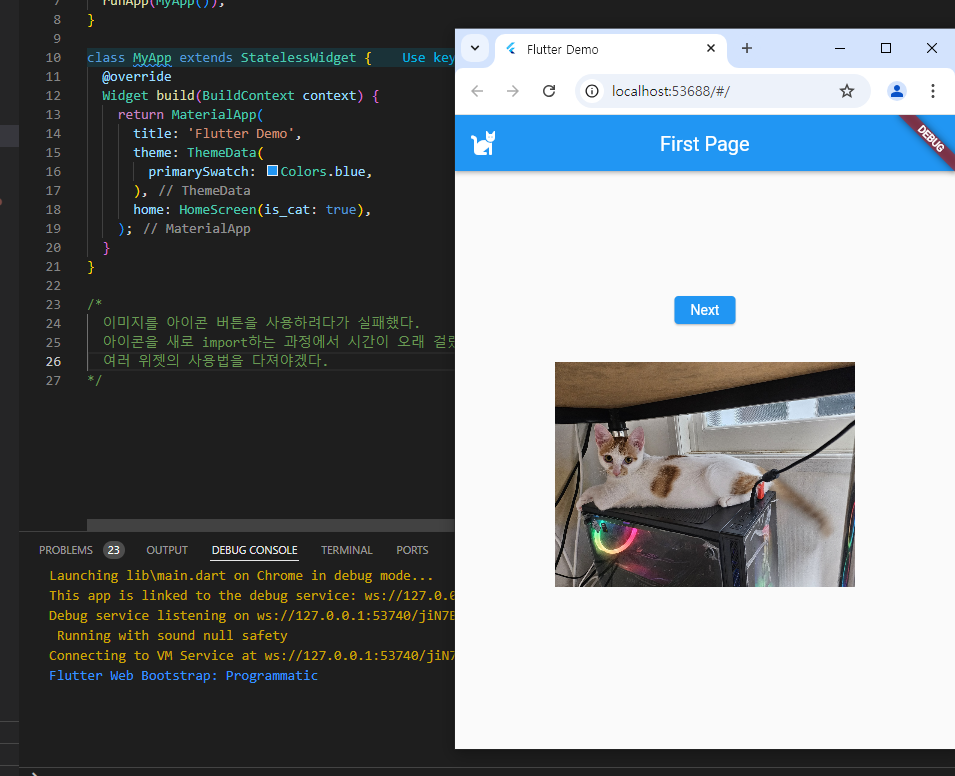 7 runApp(MyApp());
8 }
9
10 class MyApp extends StatelessWidget { Use key
11 @override
12 Widget build(BuildContext context) {
13 return MaterialApp(
14 title: 'Flutter Demo',
15 theme: ThemeData(
16 primarySwatch: Colors.blue,
17 ), // ThemeData
18 home: HomeScreen(is_cat: true),
19 ); // MaterialApp
20 }
21 }
22
23 /*
24 이미지를 아이콘 버튼을 사용하려다가 실패했다.
25 아이콘을 새로 import하는 과정에서 시간이 오래
26 여러 위젯의 사용법을 다져야겠다.
27 */
PROBLEMS 23 OUTPUT DEBUG CONSOLE TERMINAL PORTS
Launching lib\main.dart on Chrome in debug mode...
This app is linked to the debug service: ws://127.0.0
Debug service listening on ws://127.0.0.1:53740/jiN7E
Running with sound null safety
Connecting to VM Service at ws://127.0.0.1:53740/jiN7
Flutter Web Bootstrap: Programmatic
Flutter Demo
localhost:53688/#/
First Page
DEBUG
Next